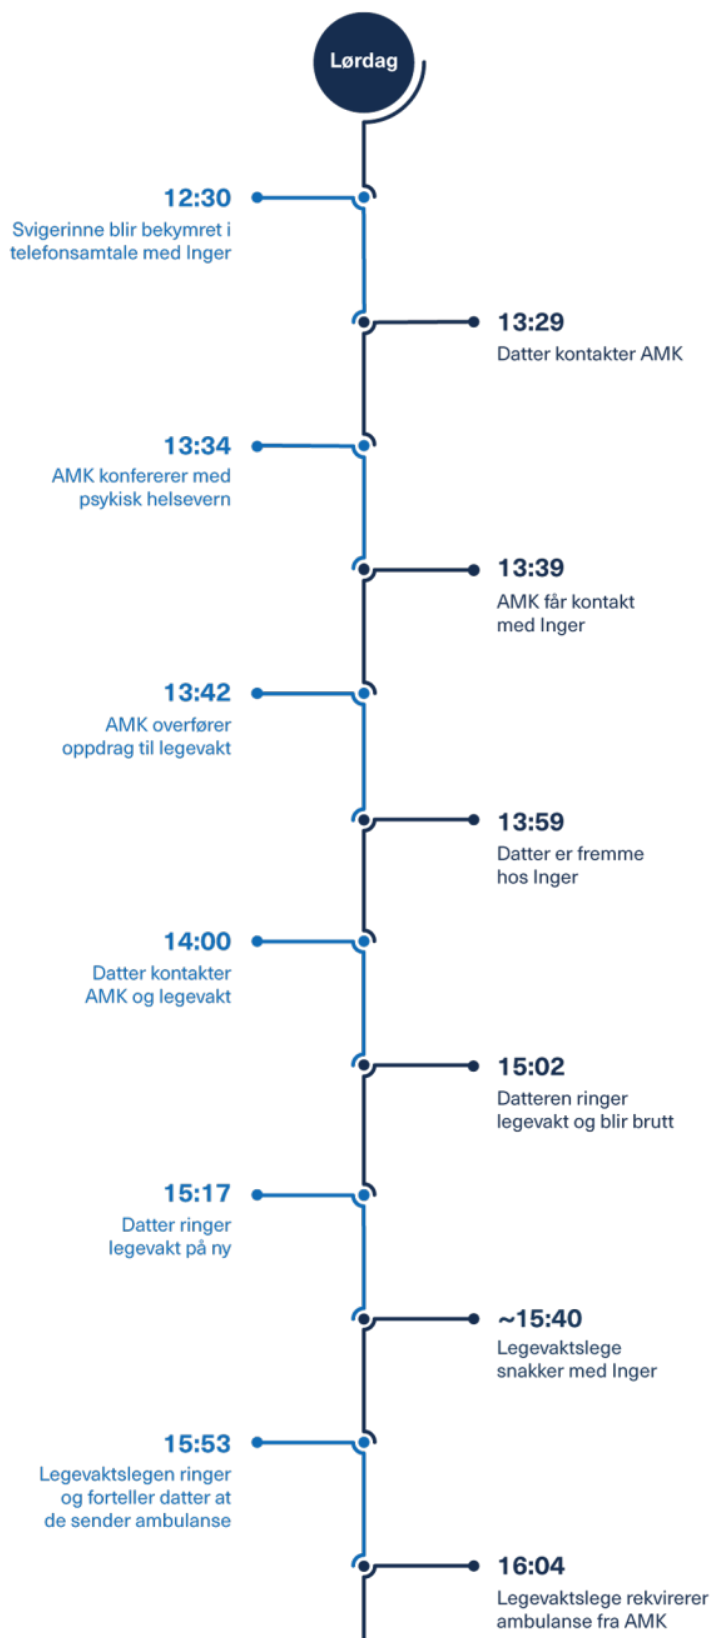 Lørdag
12:30
Svigerinne blir bekymret i
telefonsamtale med Inger
13:29
Datter kontakter AMK
13:34
AMK konfererer med
psykisk helsevern
13:39
AMK får kontakt
med Inger
13:42
AMK overfører
oppdrag til legevakt
13:59
Datter er fremme
hos Inger
14:00
Datter kontakter
AMK og legevakt
15:02
Datteren ringer
legevakt og blir brutt
15:17
Datter ringer
legevakt på ny
~15:40
Legevaktslege
snakker med Inger
15:53
Legevaktslegen ringer
og forteller datter at
de sender ambulanse
16:04
Legevaktslege rekvirerer
ambulanse fra AMK